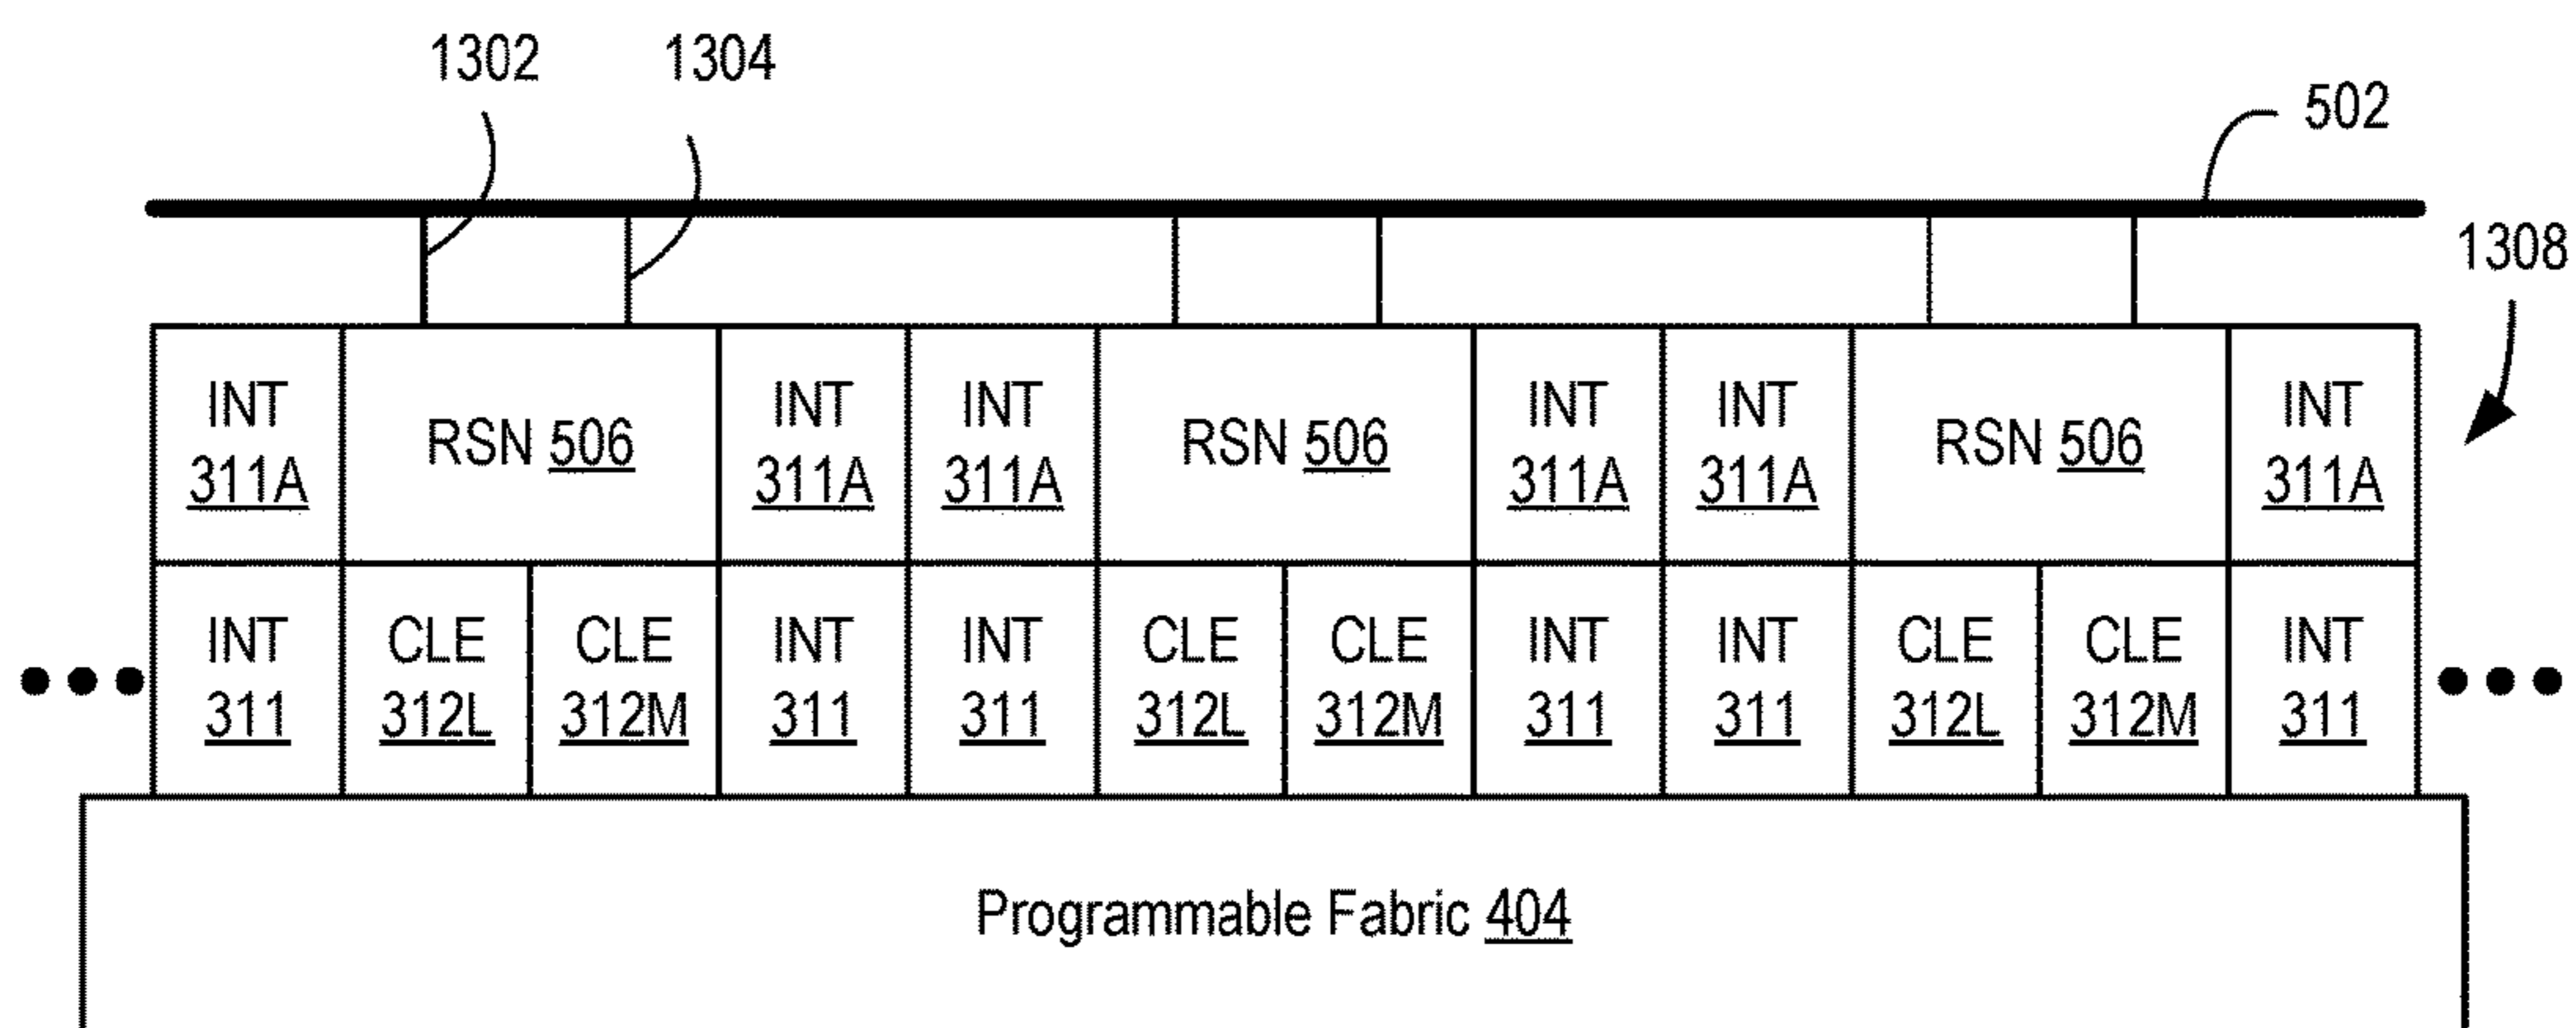 1302 1304
502
1308
INT RSN 506 INT INT RSN 506 INT INT RSN 506 INT
311A 311A 311A 311A 311A 311A
INT CLE CLE INT INT CLE CLE INT INT CLE CLE INT
311 312L 312M 311 311 312L 312M 311 311 312L 312M 311
Programmable Fabric 404